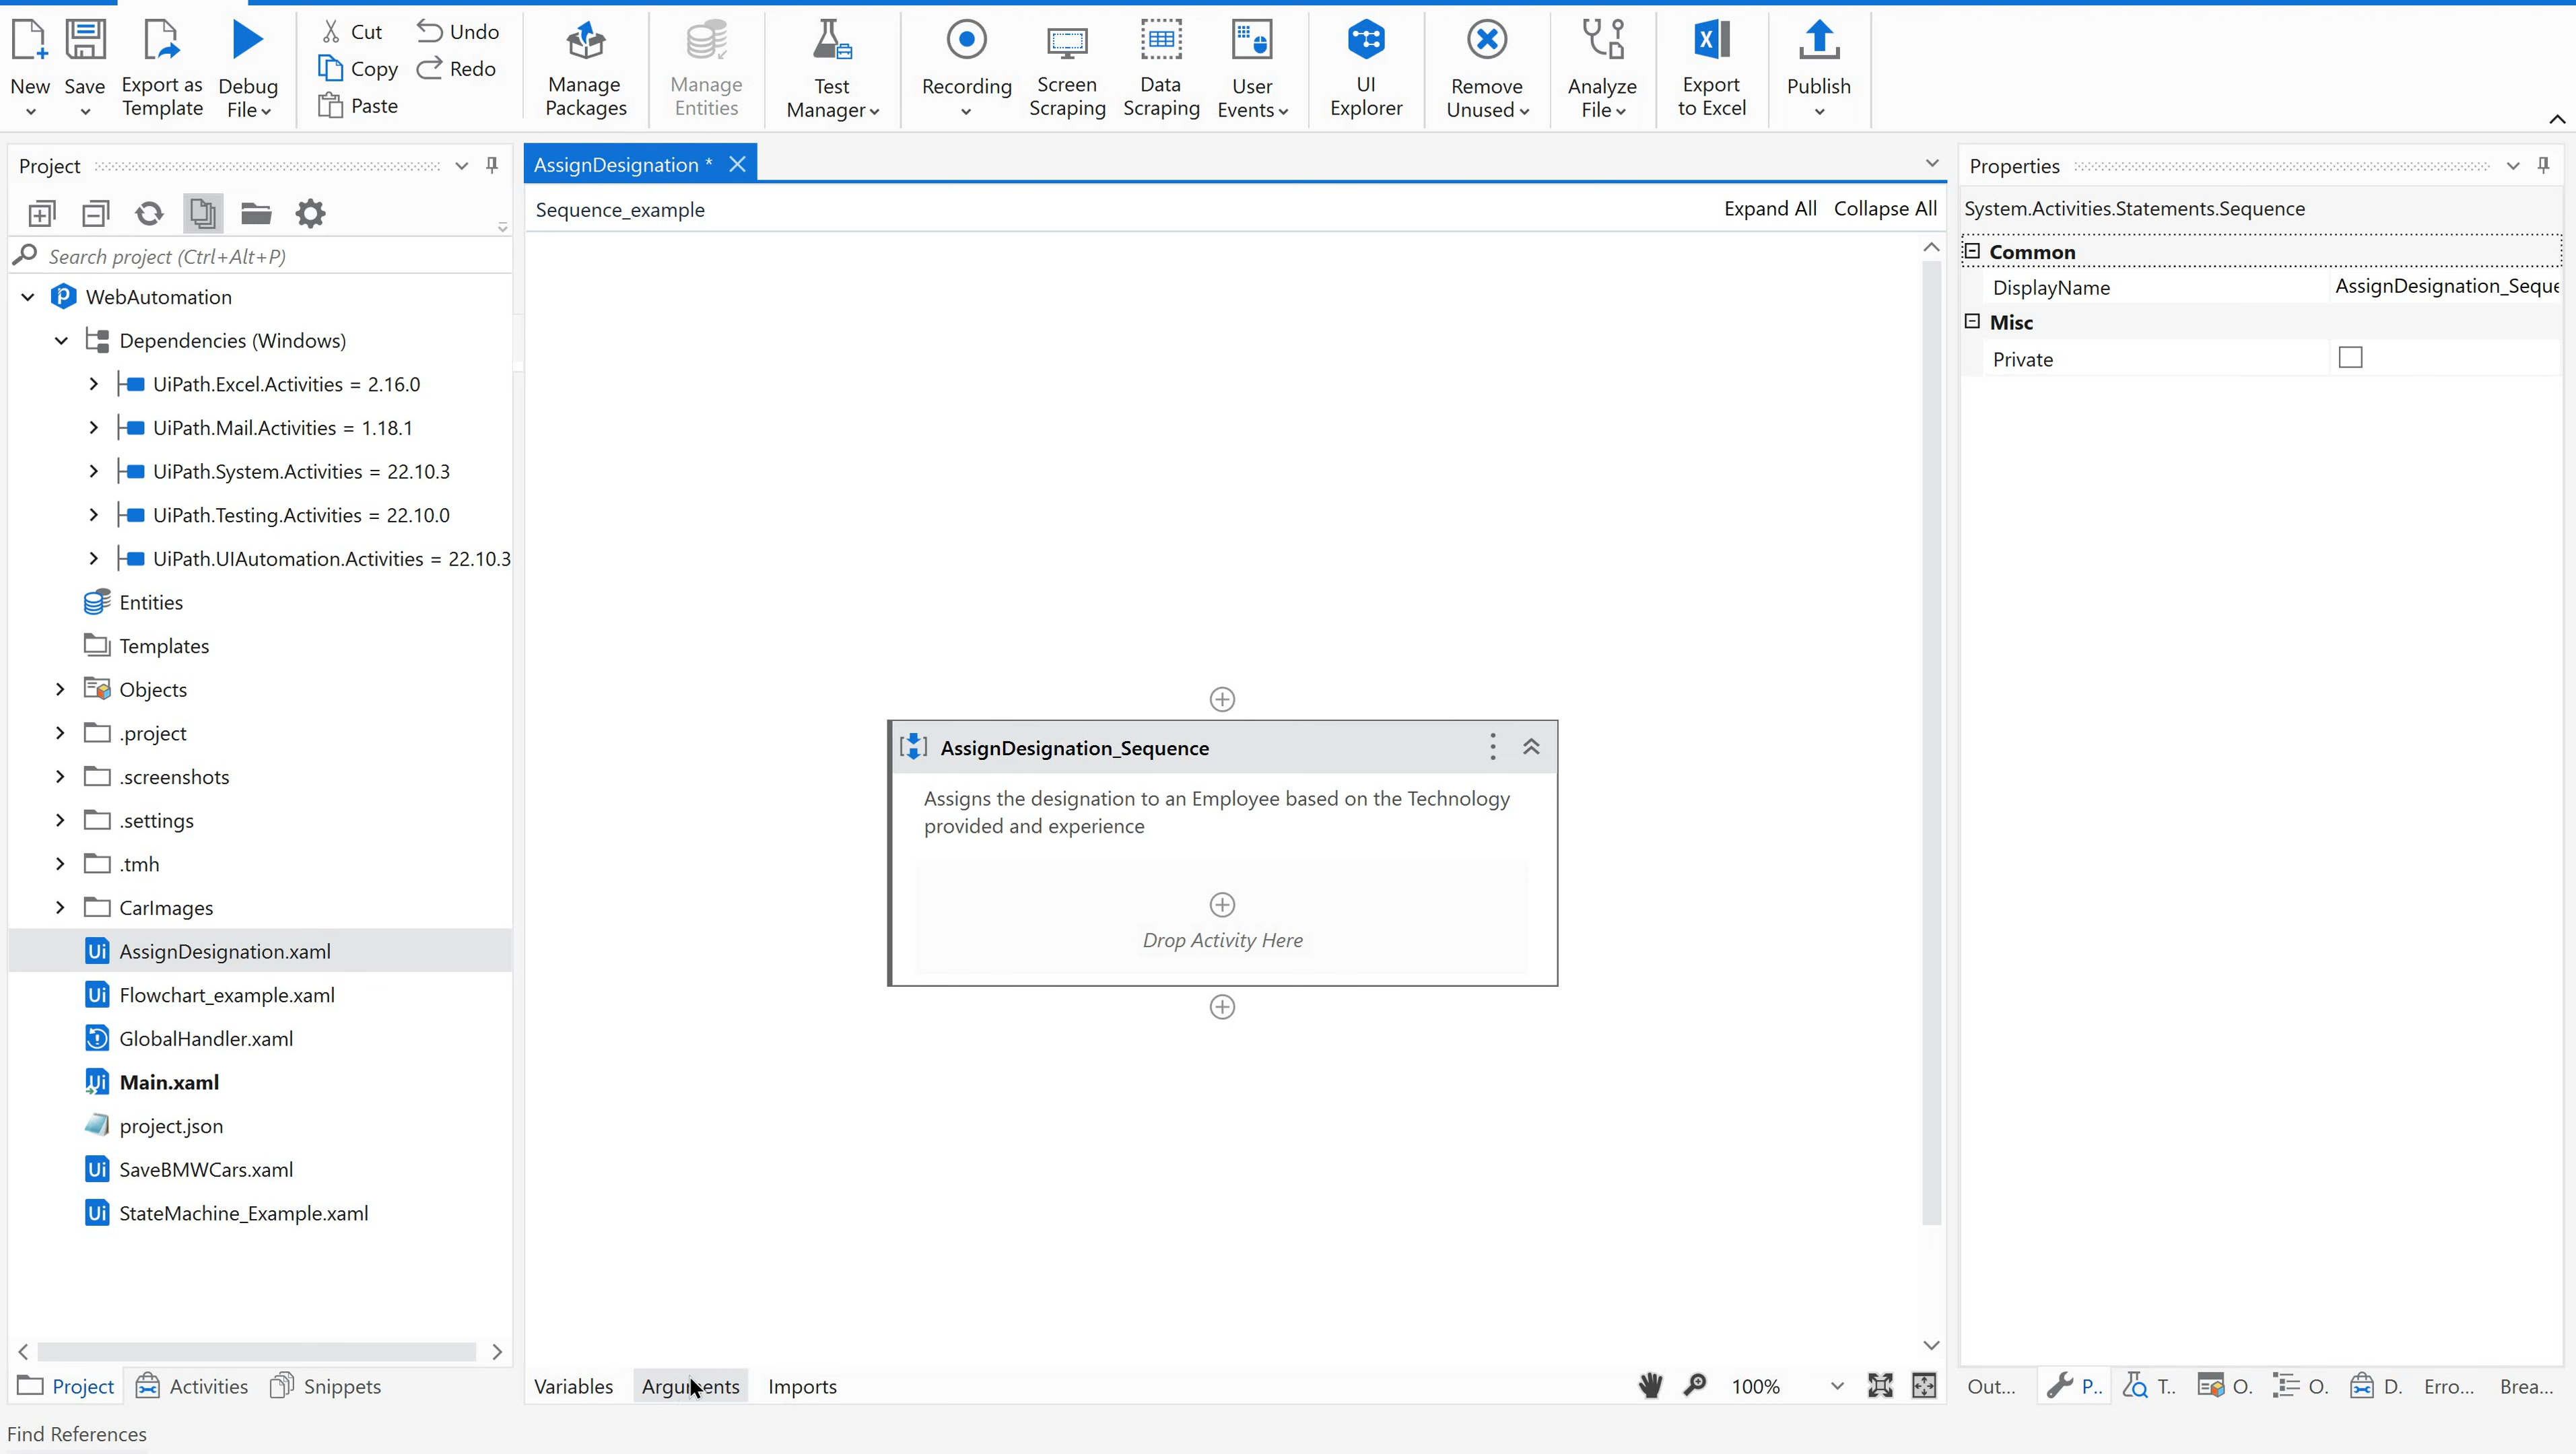 New
Save
Export as
Template
Debug
File
Cut
Copy
Paste
Undo
Redo
Manage
Packages
Manage
Entities
Test
Manager
Recording
Screen
Scraping
Data
Scraping
User
Events
UI
Explorer
Remove
Unused
Analyze
File
Export
to Excel
Publish
Project
Search project (Ctrl+Alt+P)
WebAutomation
Dependencies (Windows)
UiPath.Excel.Activities = 2.16.0
UiPath.Mail.Activities = 1.18.1
UiPath.System.Activities = 22.10.3
UiPath.Testing.Activities = 22.10.0
UiPath.UIAutomation.Activities = 22.10.3
Entities
Templates
Objects
.project
.screenshots
.settings
.tmh
CarImages
AssignDesignation.xaml
Flowchart_example.xaml
GlobalHandler.xaml
Main.xaml
project.json
SaveBMWCars.xaml
StateMachine_Example.xaml
Project
Activities
Snippets
Find References
AssignDesignation *
Sequence_example
Expand All
Collapse All
AssignDesignation_Sequence
Assigns the designation to an Employee based on the Technology
provided and experience
Drop Activity Here
Variables
Arguments
Imports
100%
Properties
System.Activities.Statements.Sequence
Common
DisplayName
AssignDesignation_Seque
Misc
Private
Out...
P..
T..
O.
O.
D.
Erro...
Brea...